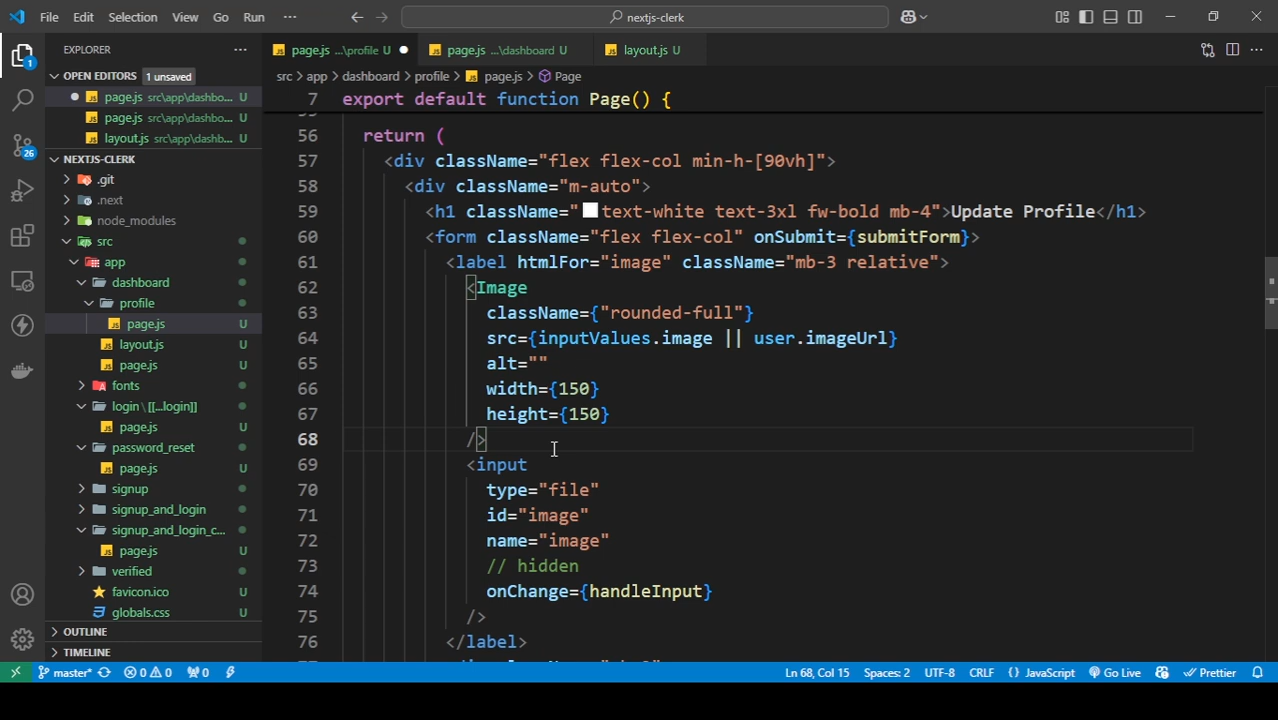 File Edit Selection View Go Run ··· nextjs-clerk
EXPLORER ···
OPEN EDITORS 1 unsaved
page.js src\app\dashbo... U
page.js src\app\dashbo... U
layout.js src\app\dashb... U
NEXTJS-CLERK
.git
.next
node_modules
src
app
dashboard
profile
page.js U
layout.js U
page.js U
fonts
login \ [[...login]]
page.js U
password_reset
page.js U
signup
signup_and_login
signup_and_login_c...
page.js U
verified
favicon.ico U
globals.css U
OUTLINE
TIMELINE
1
26
page.js ...\profile U
page.js ...\dashboard U
layout.js U
src > app > dashboard > profile > page.js > Page
7 export default function Page() {
56 return (
57 <div className="flex flex-col min-h-[90vh]">
58 <div className="m-auto">
59 <h1 className="text-white text-3xl fw-bold mb-4">Update Profile</h1>
60 <form className="flex flex-col" onSubmit={submitForm}>
61 <label htmlFor="image" className="mb-3 relative">
62 <Image
63 className={"rounded-full"}
64 src={inputValues.image || user.imageUrl}
65 alt=""
66 width={150}
67 height={150}
68 />
69 <input
70 type="file"
71 id="image"
72 name="image"
73 // hidden
74 onChange={handleInput}
75 />
76 </label>
master* 0 0 0 Ln 68, Col 15 Spaces: 2 UTF-8 CRLF {} JavaScript Go Live Prettier